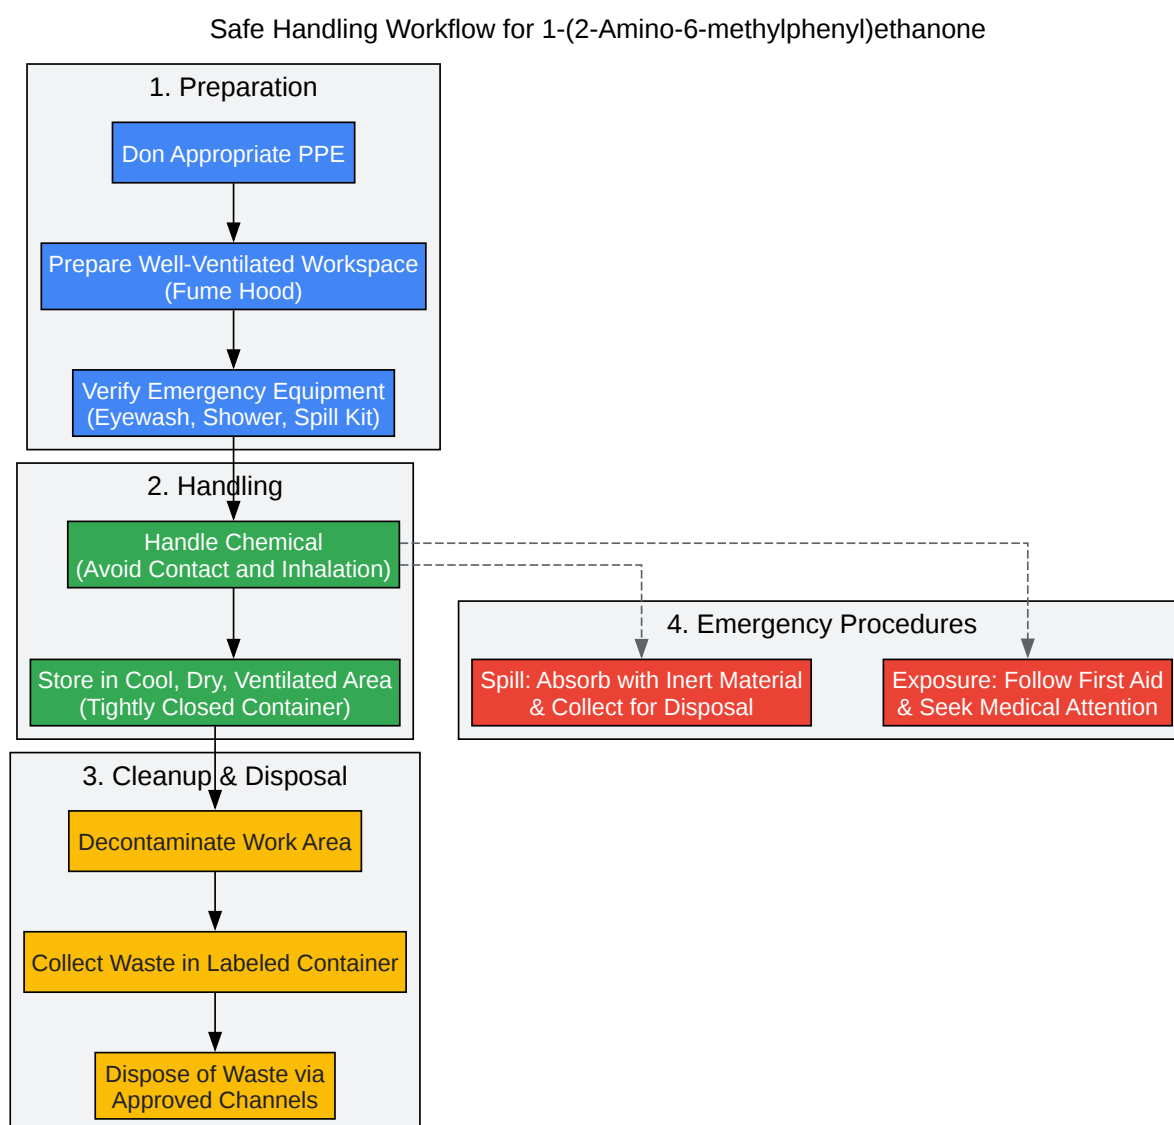 Safe Handling Workflow for 1-(2-Amino-6-methylphenyl)ethanone
1. Preparation
Don Appropriate PPE
Prepare Well-Ventilated Workspace
(Fume Hood)
Verify Emergency Equipment
(Eyewash, Shower, Spill Kit)
2. Handling
Handle Chemical
(Avoid Contact and Inhalation)
Store in Cool, Dry, Ventilated Area
(Tightly Closed Container)
4. Emergency Procedures
Spill: Absorb with Inert Material
& Collect for Disposal
Exposure: Follow First Aid
& Seek Medical Attention
3. Cleanup & Disposal
Decontaminate Work Area
Collect Waste in Labeled Container
Dispose of Waste via
Approved Channels